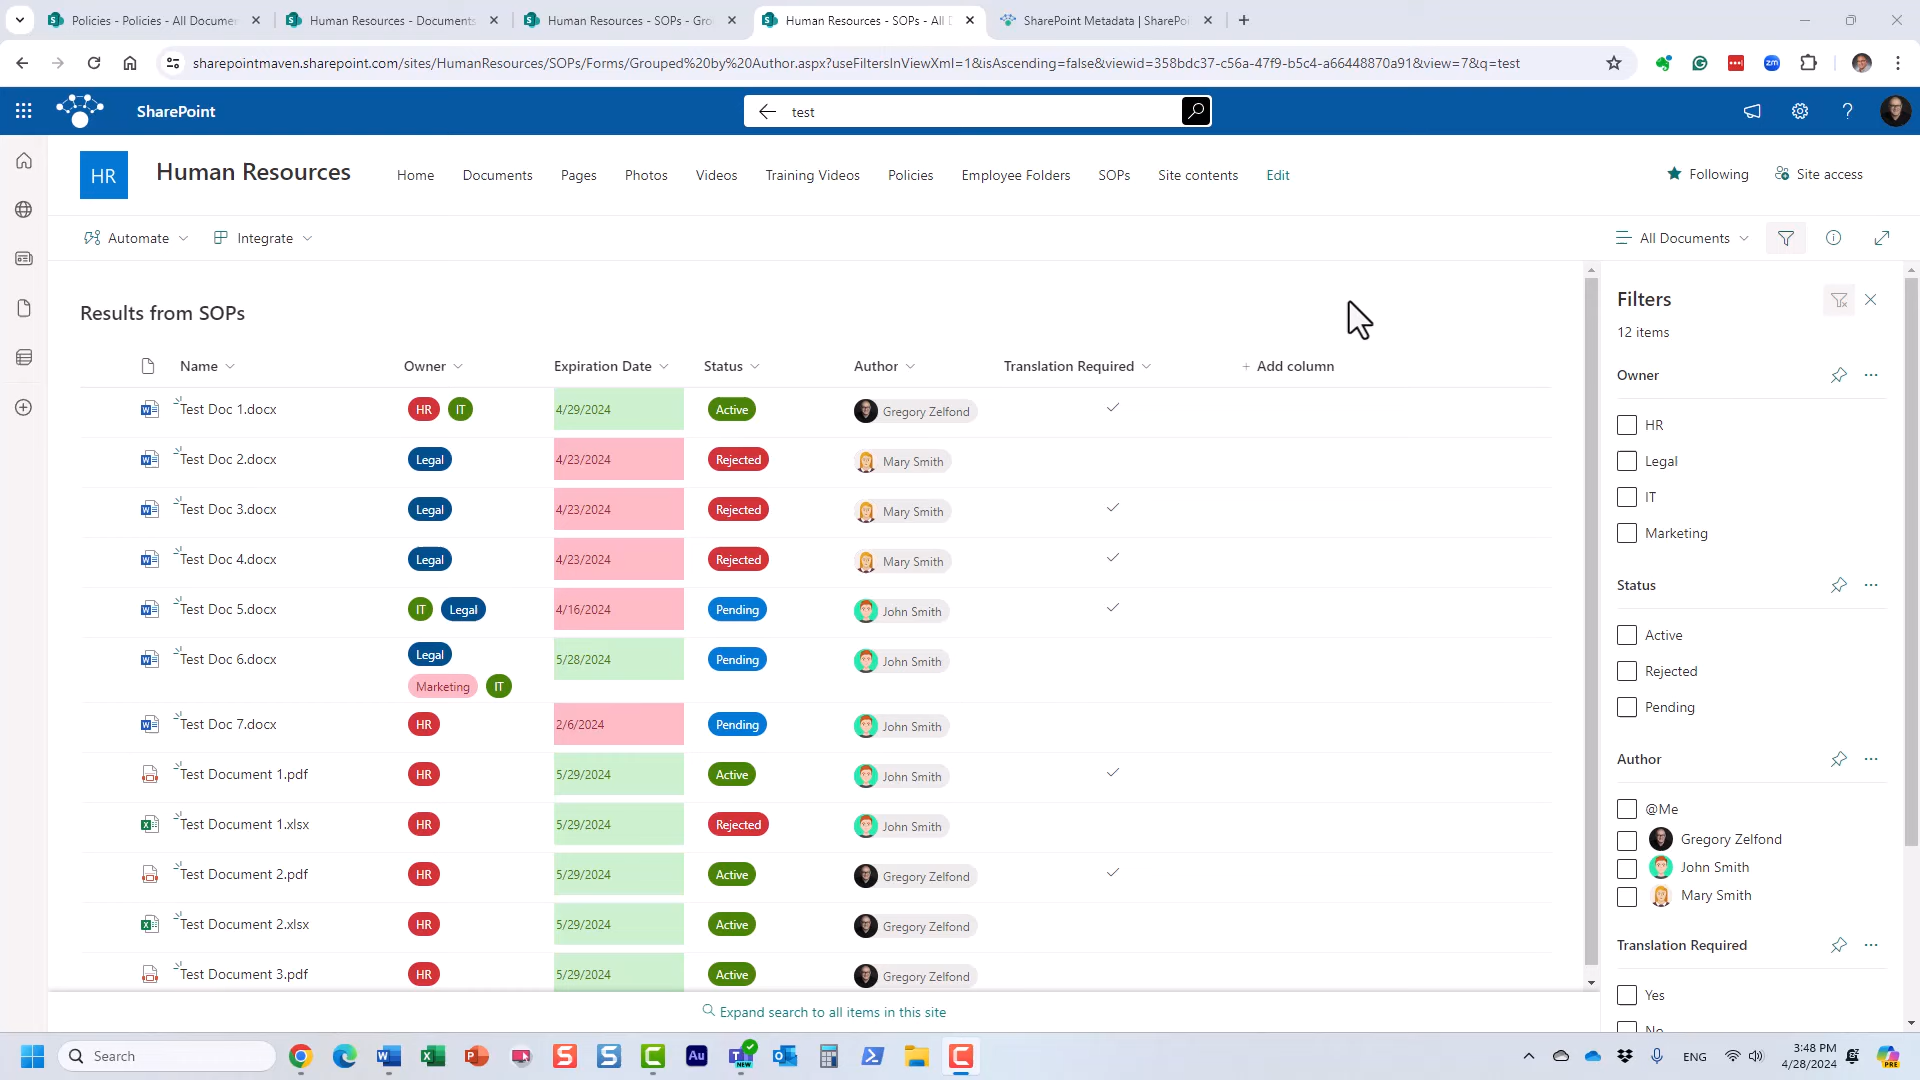 Policies - Policies - All Documen
Human Resources - Documents
Human Resources - SOPs - Gro
Human Resources - SOPs - All D
SharePoint Metadata | SharePo
sharepointmaven.sharepoint.com/sites/HumanResources/SOPs/Forms/Grouped%20by%20Author.aspx?useFiltersInViewXml=1&isAscending=false&viewid=358bdc37-c56a-47f9-b5c4-a66448870a91&view=7&q=test
SharePoint
test
HR
Human Resources
Home
Documents
Pages
Photos
Videos
Training Videos
Policies
Employee Folders
SOPs
Site contents
Edit
Following
Site access
Automate
Integrate
All Documents
Results from SOPs
Name Owner Expiration Date Status Author Translation Required + Add column
Test Doc 1.docx HR IT 4/29/2024 Active Gregory Zelfond
Test Doc 2.docx Legal 4/23/2024 Rejected Mary Smith
Test Doc 3.docx Legal 4/23/2024 Rejected Mary Smith
Test Doc 4.docx Legal 4/23/2024 Rejected Mary Smith
Test Doc 5.docx IT Legal 4/16/2024 Pending John Smith
Test Doc 6.docx Legal 5/28/2024 Pending John Smith
Marketing IT
Test Doc 7.docx HR 2/6/2024 Pending John Smith
Test Document 1.pdf HR 5/29/2024 Active John Smith
Test Document 1.xlsx HR 5/29/2024 Rejected John Smith
Test Document 2.pdf HR 5/29/2024 Active Gregory Zelfond
Test Document 2.xlsx HR 5/29/2024 Active Gregory Zelfond
Test Document 3.pdf HR 5/29/2024 Active Gregory Zelfond
Expand search to all items in this site
Filters
12 items
Owner
HR
Legal
IT
Marketing
Status
Active
Rejected
Pending
Author
@Me
Gregory Zelfond
John Smith
Mary Smith
Translation Required
Yes
No
Search
Au
NEW
ENG
3:48 PM
4/28/2024
PRE